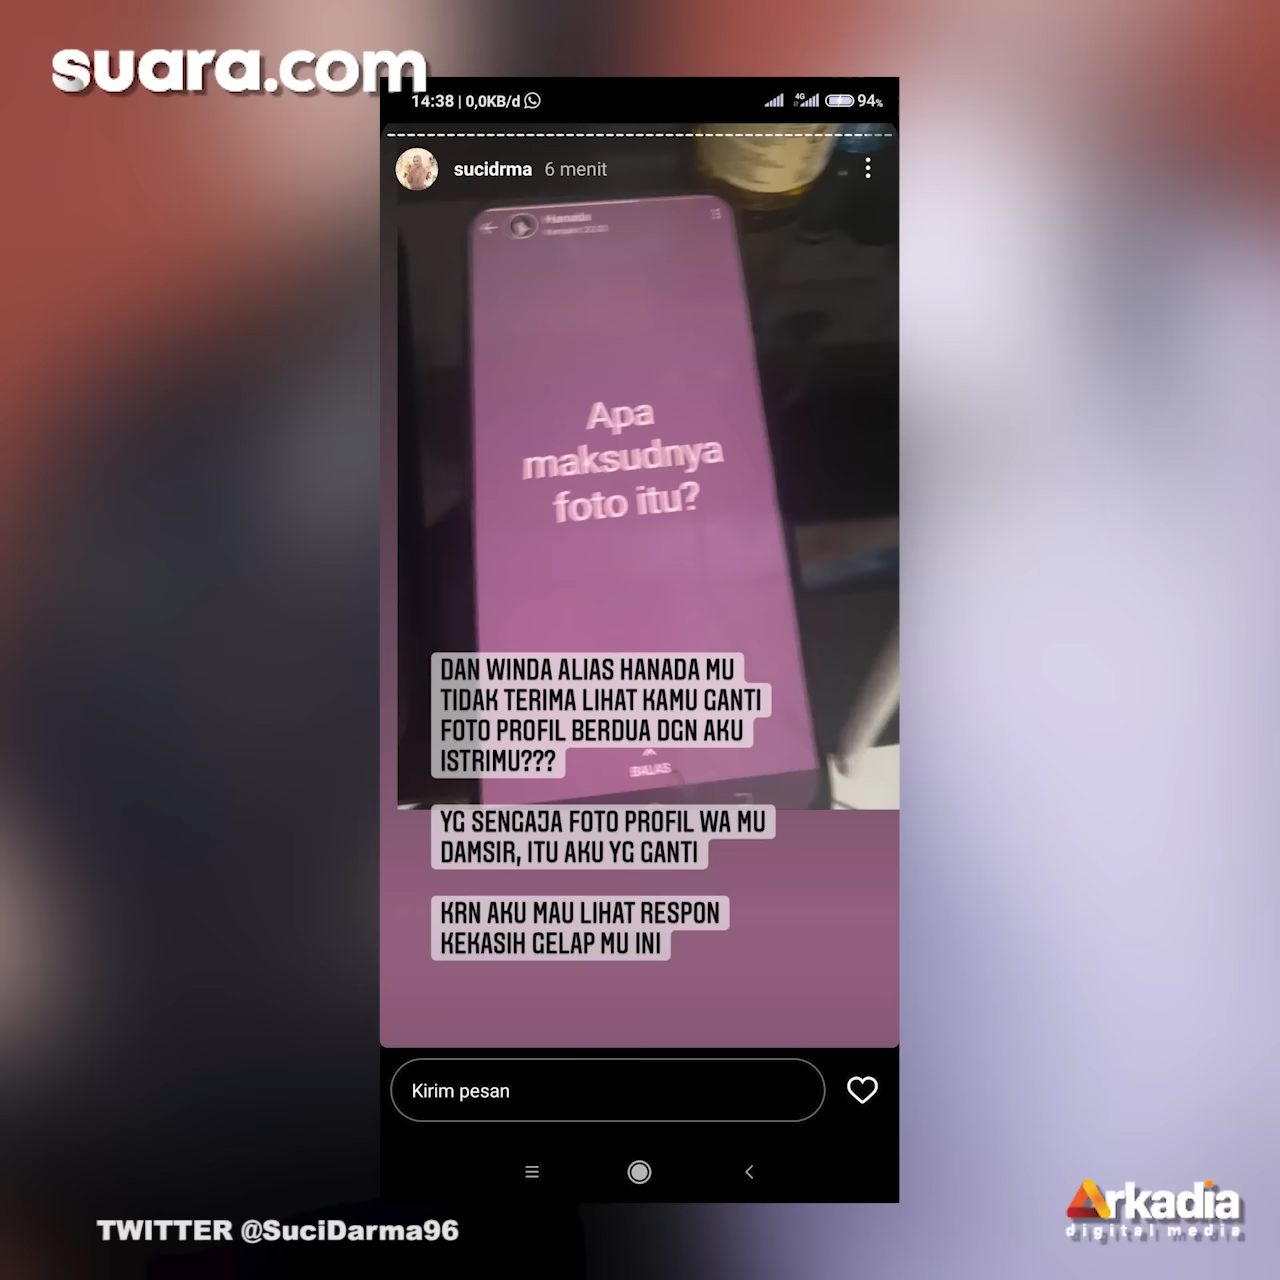 suara.com
14:38 | 0,0KB/d
4G
94%
sucidrma 6 menit
Hanada
Apa
maksudnya
foto itu?
DAN WINDA ALIAS HANADA MU
TIDAK TERIMA LIHAT KAMU GANTI
FOTO PROFIL BERDUA DGN AKU
ISTRIMU???
BALAS
YG SENGAJA FOTO PROFIL WA MU
DAMSIR, ITU AKU YG GANTI
KRN AKU MAU LIHAT RESPON
KEKASIH GELAP MU INI
Kirim pesan
TWITTER @SuciDarma96
Arkadia
digital media